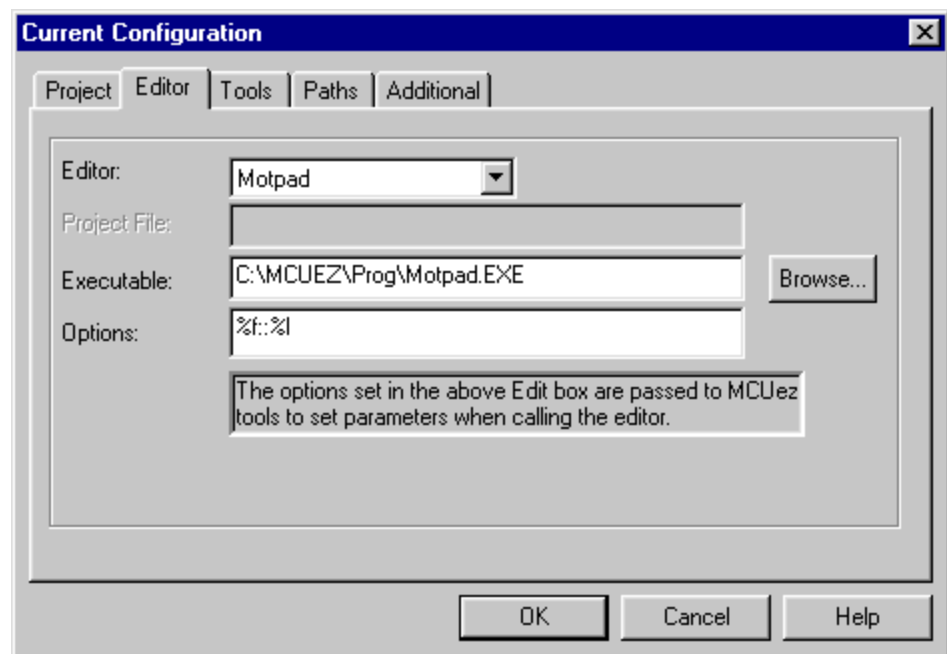 Current Configuration
Project Editor Tools Paths Additional
Editor: Motpad
Project File:
Executable: C:\MCUEZ\Prog\Motpad.EXE Browse...
Options: %f::%l
The options set in the above Edit box are passed to MCUez
tools to set parameters when calling the editor.
OK Cancel Help